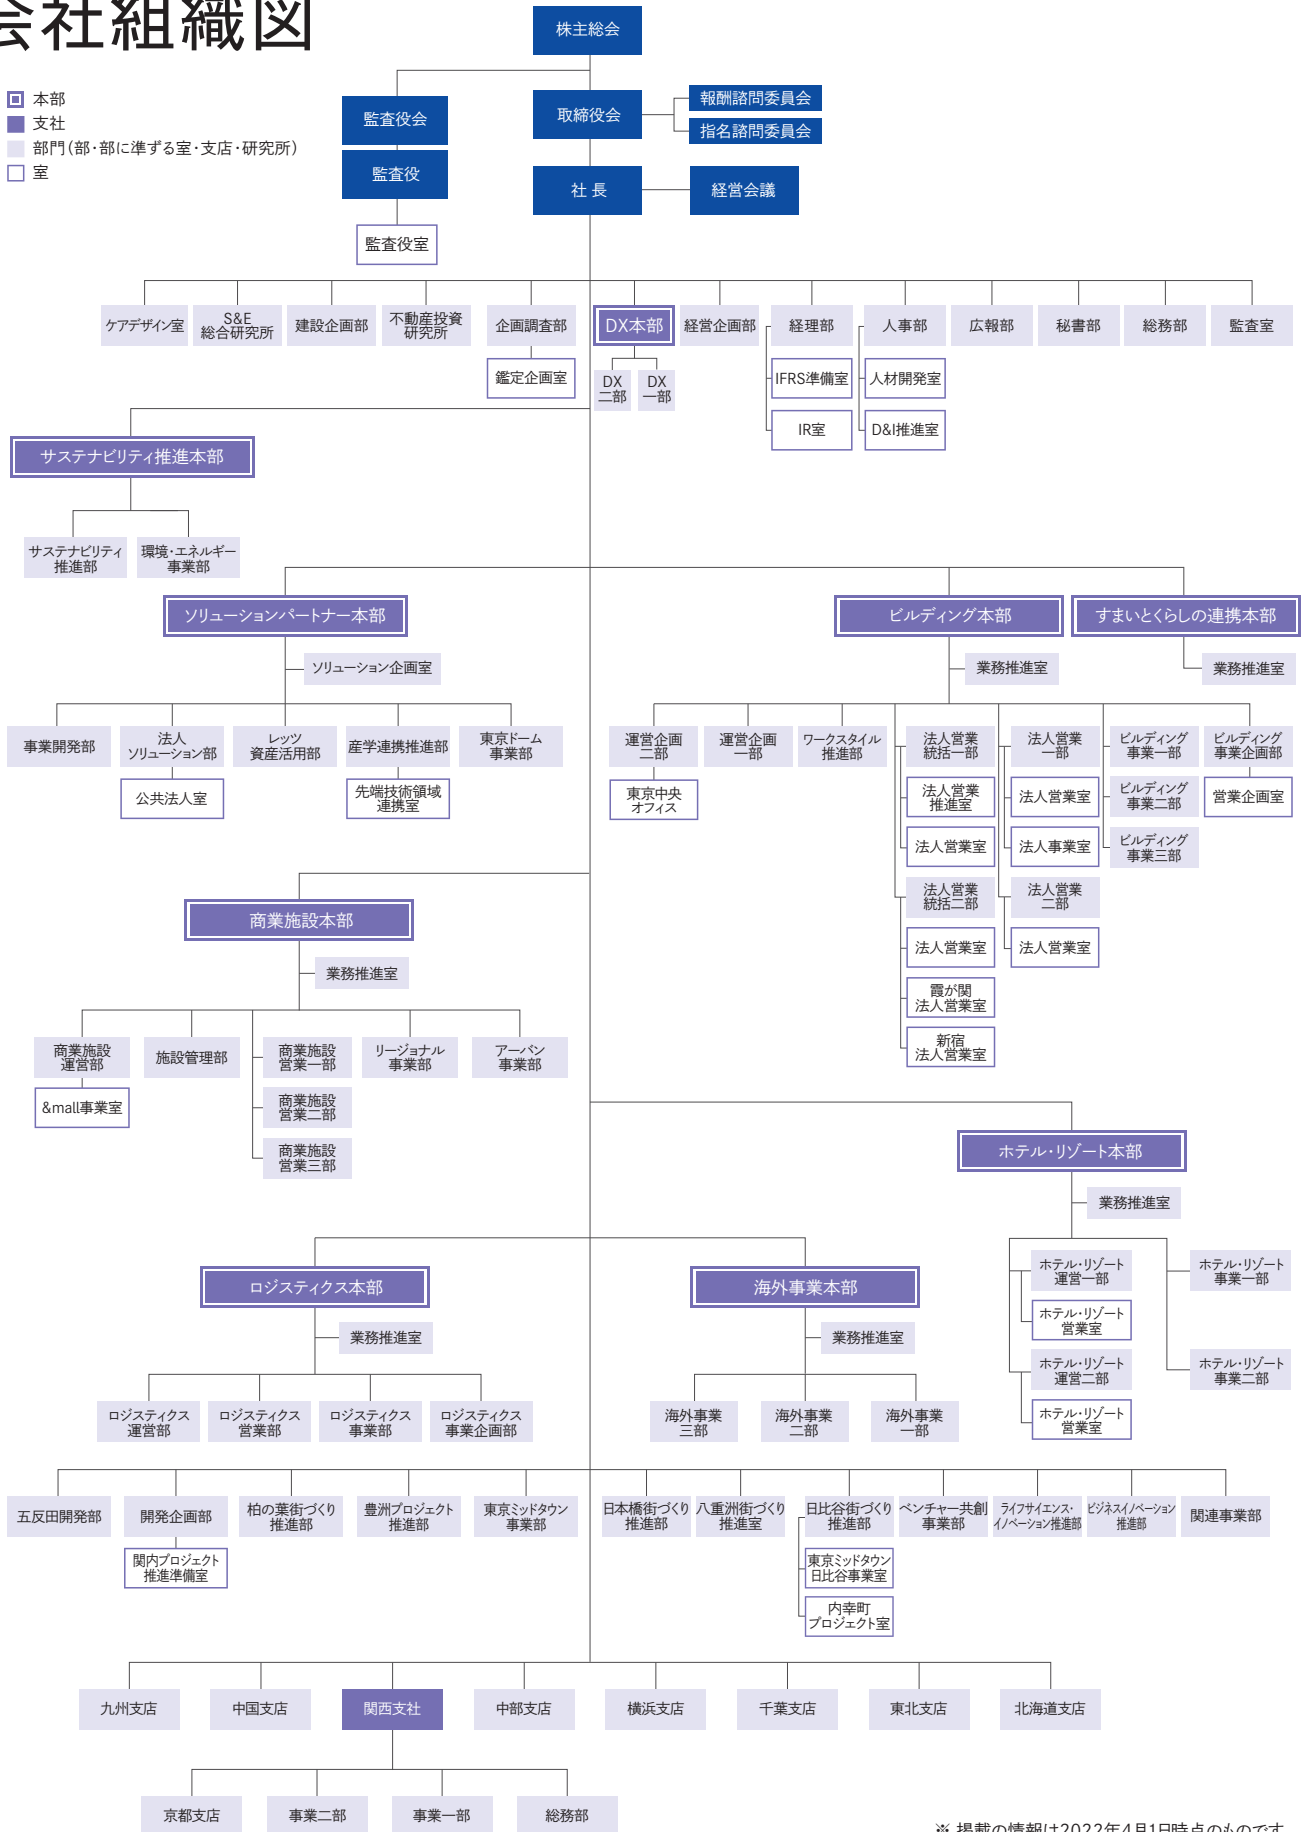 会社組織図
本部
支社
部門(部・部に準ずる室・支店・研究所)
室
株主総会
監査役会
取締役会
報酬諮問委員会
指名諮問委員会
監査役
社 長
経営会議
監査役室
ケアデザイン室
S&E
総合研究所
建設企画部
不動産投資
研究所
企画調査部
DX本部
経営企画部
経理部
人事部
広報部
秘書部
総務部
監査室
鑑定企画室
DX
二部
DX
一部
IFRS準備室
人材開発室
IR室
D&I推進室
サステナビリティ推進本部
サステナビリティ
推進部
環境・エネルギー
事業部
ソリューションパートナー本部
ビルディング本部
すまいとくらしの連携本部
ソリューション企画室
業務推進室
業務推進室
事業開発部
法人
ソリューション部
レッツ
資産活用部
産学連携推進部
東京ドーム
事業部
公共法人室
先端技術領域
連携室
運営企画
二部
運営企画
一部
ワークスタイル
推進部
法人営業
統括一部
法人営業
一部
ビルディング
事業一部
ビルディング
事業企画部
東京中央
オフィス
法人営業
推進室
法人営業室
ビルディング
事業二部
営業企画室
法人営業室
法人事業室
ビルディング
事業三部
法人営業
統括二部
法人営業
二部
法人営業室
法人営業室
霞が関
法人営業室
新宿
法人営業室
商業施設本部
業務推進室
商業施設
運営部
施設管理部
商業施設
営業一部
リージョナル
事業部
アーバン
事業部
&mall事業室
商業施設
営業二部
商業施設
営業三部
ホテル・リゾート本部
業務推進室
ホテル・リゾート
運営一部
ホテル・リゾート
事業一部
ホテル・リゾート
営業室
ホテル・リゾート
運営二部
ホテル・リゾート
事業二部
ホテル・リゾート
営業室
ロジスティクス本部
海外事業本部
業務推進室
業務推進室
ロジスティクス
運営部
ロジスティクス
営業部
ロジスティクス
事業部
ロジスティクス
事業企画部
海外事業
三部
海外事業
二部
海外事業
一部
五反田開発部
開発企画部
柏の葉街づくり
推進部
豊洲プロジェクト
推進部
東京ミッドタウン
事業部
日本橋街づくり
推進部
八重洲街づくり
推進室
日比谷街づくり
推進部
ベンチャー共創
事業部
ライフサイエンス・
イノベーション推進部
ビジネスイノベーション
推進部
関連事業部
関内プロジェクト
推進準備室
東京ミッドタウン
日比谷事業室
内幸町
プロジェクト室
九州支店
中国支店
関西支社
中部支店
横浜支店
千葉支店
東北支店
北海道支店
京都支店
事業二部
事業一部
総務部
※ 掲載の情報は2022年4月1日時点のものです